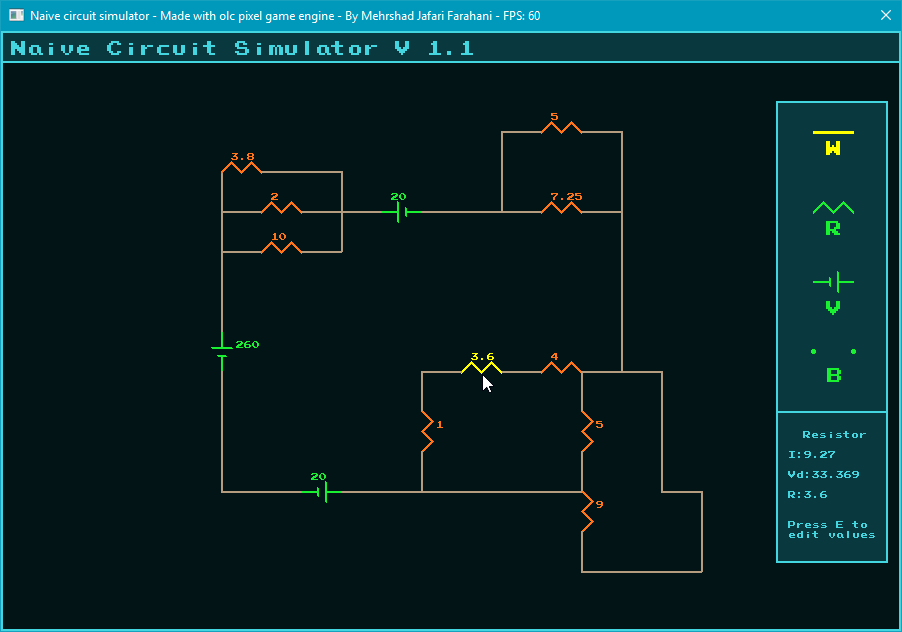 Naive circuit simulator - Made with olc pixel game engine - By Mehrshad Jafari Farahani - FPS: 60
Naive Circuit Simulator V 1.1
5
3.8
2
20
7.25
10
260
3.6
4
1
5
20
9
W
R
V
B
Resistor
I:9.27
Vd:33.369
R:3.6
Press E to
edit values